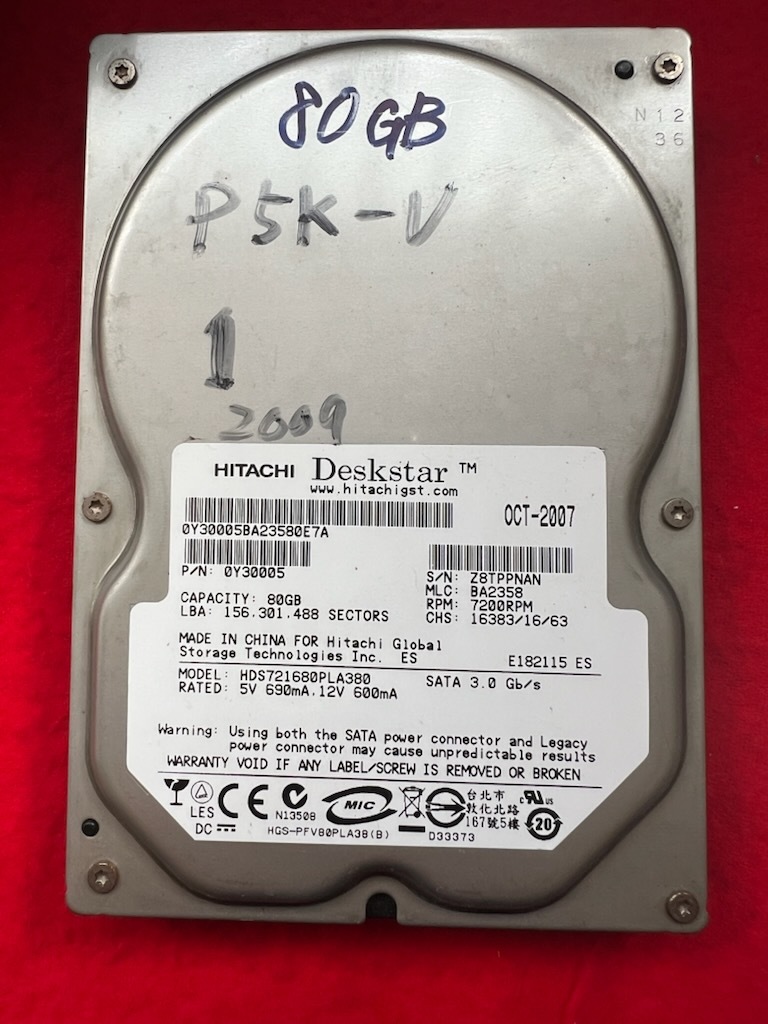 80GB
N12
36
P5K-V
1
2009
HITACHI Deskstar™
www.hitachigst.com
OCT-2007
0Y30005BA23580E7A
P/N: 0Y30005
S/N: Z8TPPNAN
MLC: BA2358
CAPACITY: 80GB
RPM: 7200RPM
LBA: 156,301,488 SECTORS
CHS: 16383/16/63
MADE IN CHINA FOR Hitachi Global
Storage Technologies Inc. ES
E182115 ES
MODEL: HDS721680PLA380
SATA 3.0 Gb/s
RATED: 5V 690mA,12V 600mA
Warning: Using both the SATA power connector and Legacy
power connector may cause unpredictable results
WARRANTY VOID IF ANY LABEL/SCREW IS REMOVED OR BROKEN
LES
DC
CE
N13508
MIC
HGS-PFV80PLA38(B)
D33373
台北市
敦化北路
167號5樓
c RU us
20